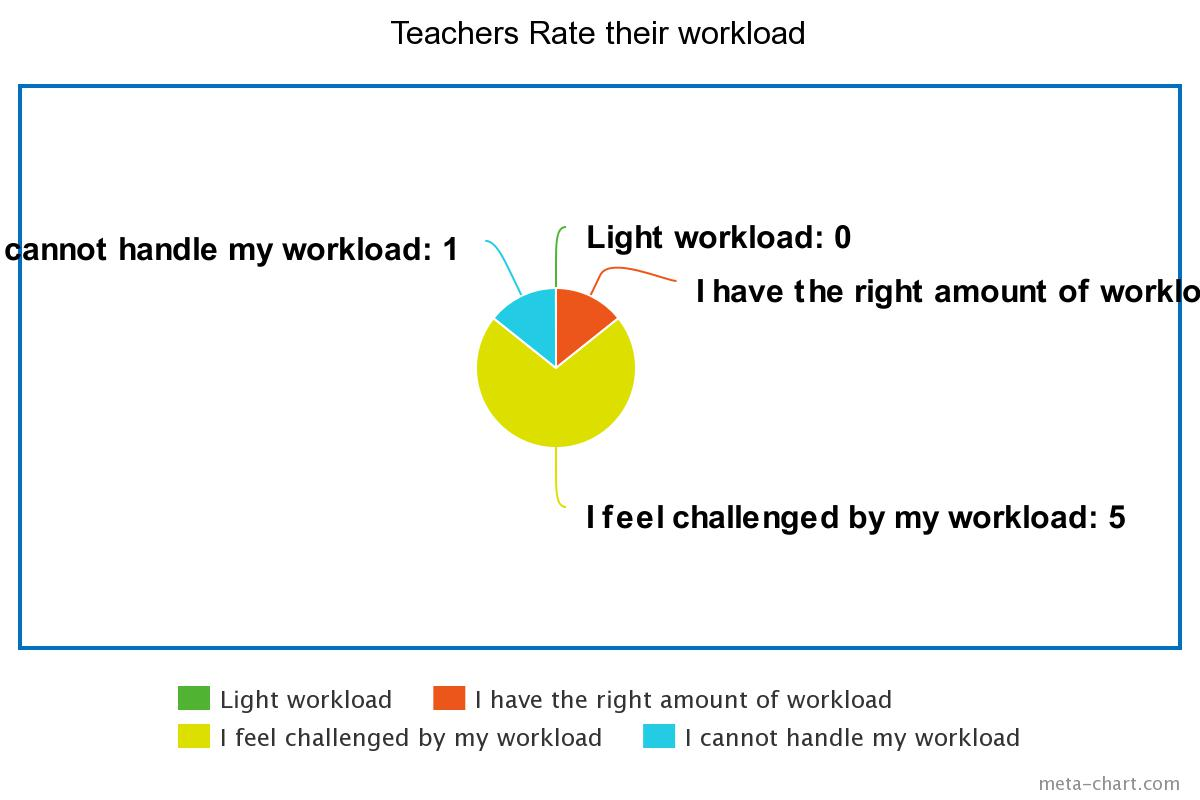 Teachers Rate their workload
Light workload: 0
cannot handle my workload: 1
I have the right amount of worklo
I feel challenged by my workload: 5
Light workload I have the right amount of workload
I feel challenged by my workload I cannot handle my workload
meta-chart.com